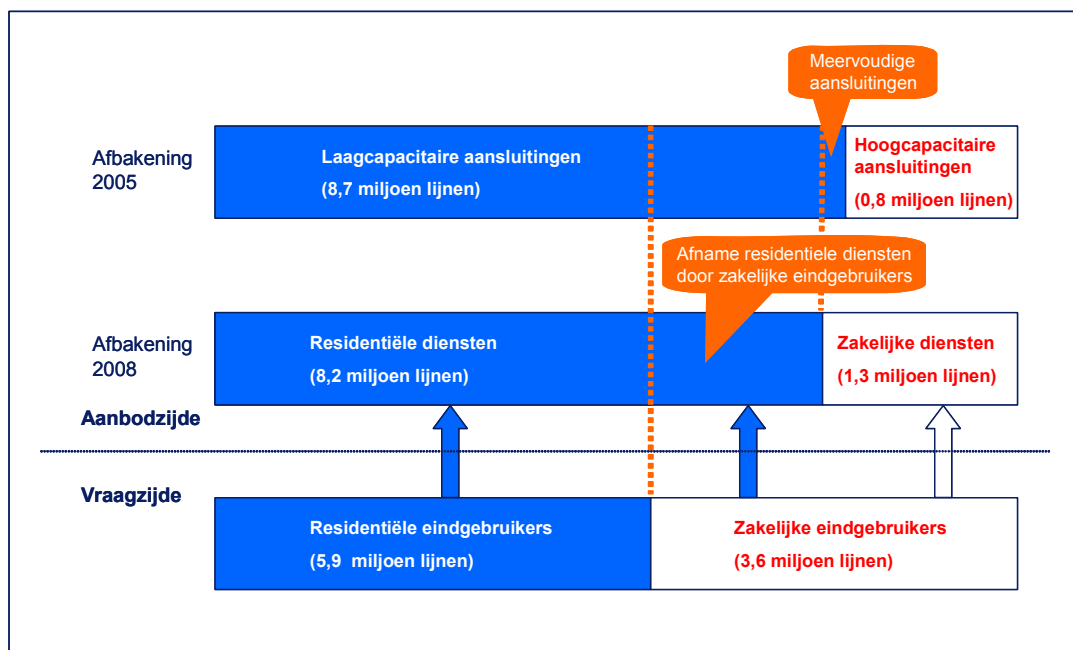 Meervoudige
aansluitingen
Afbakening
2005
Laagcapacitaire aansluitingen
(8,7 miljoen lijnen)
Hoogcapacitaire
aansluitingen
(0,8 miljoen lijnen)
Afname residentiele diensten
door zakelijke eindgebruikers
Afbakening
2008
Residentiële diensten
(8,2 miljoen lijnen)
Zakelijke diensten
(1,3 miljoen lijnen)
Aanbodzijde
Vraagzijde
Residentiële eindgebruikers
(5,9 miljoen lijnen)
Zakelijke eindgebruikers
(3,6 miljoen lijnen)